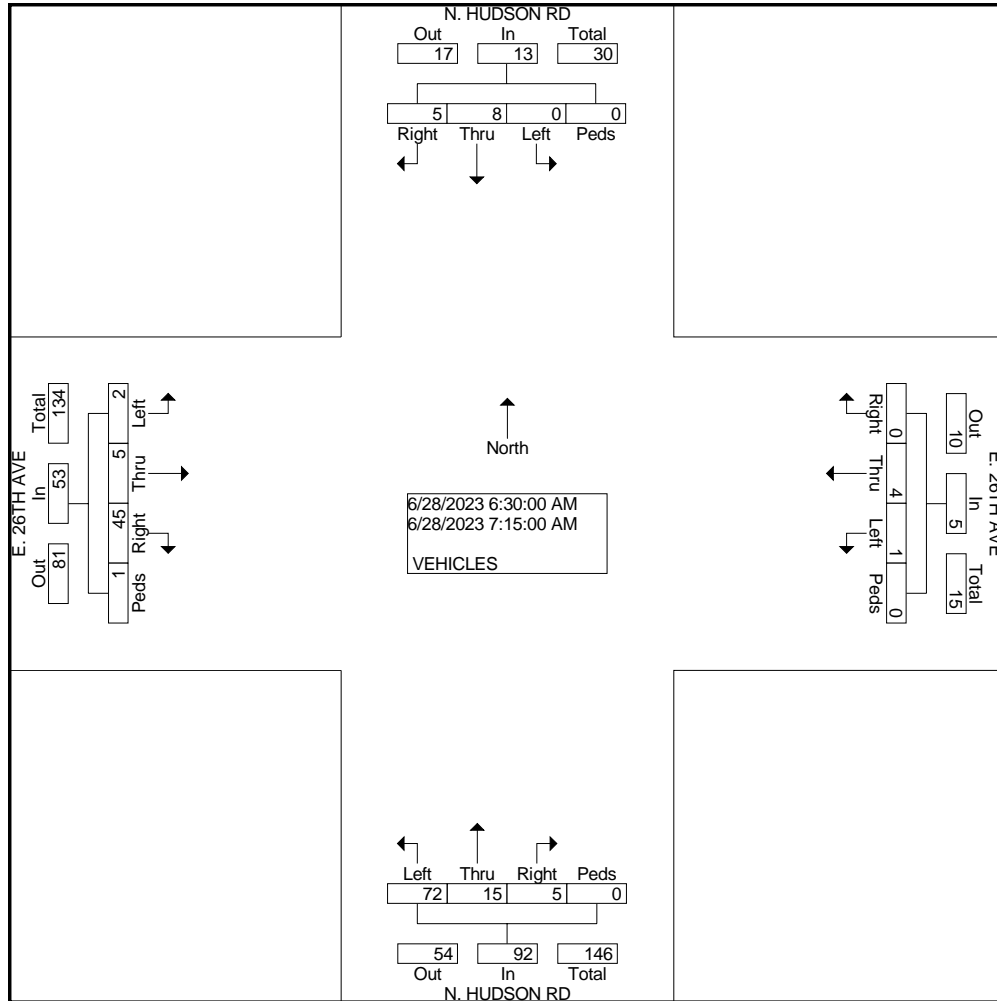 N. HUDSON RD
Out In Total
17 13 30
5 8 0 0
Right Thru Left Peds
E. 26TH AVE
Total In Out
134 53 81
2 5 45 1
Left Thru Right Peds
North
6/28/2023 6:30:00 AM
6/28/2023 7:15:00 AM
VEHICLES
Right Thru Left Peds
0 4 1 0
10 5 15
Out In Total
E. 26TH AVE
Left Thru Right Peds
72 15 5 0
54 92 146
Out In Total
N. HUDSON RD